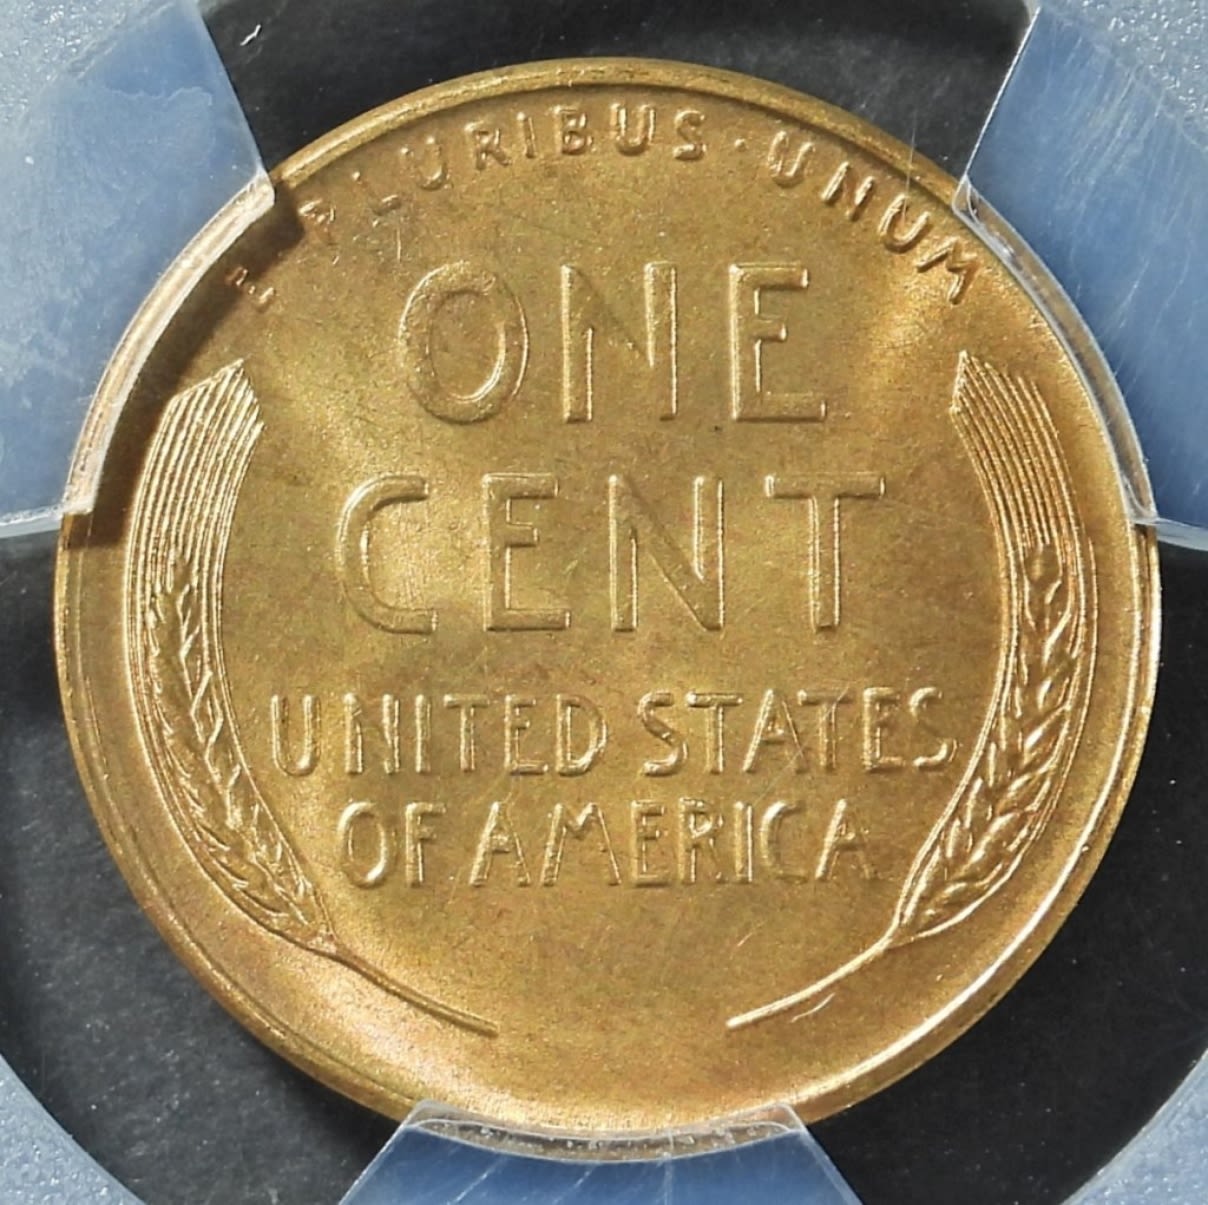 E PLURIBUS · UNUM
ONE
CENT
UNITED STATES
OF AMERICA